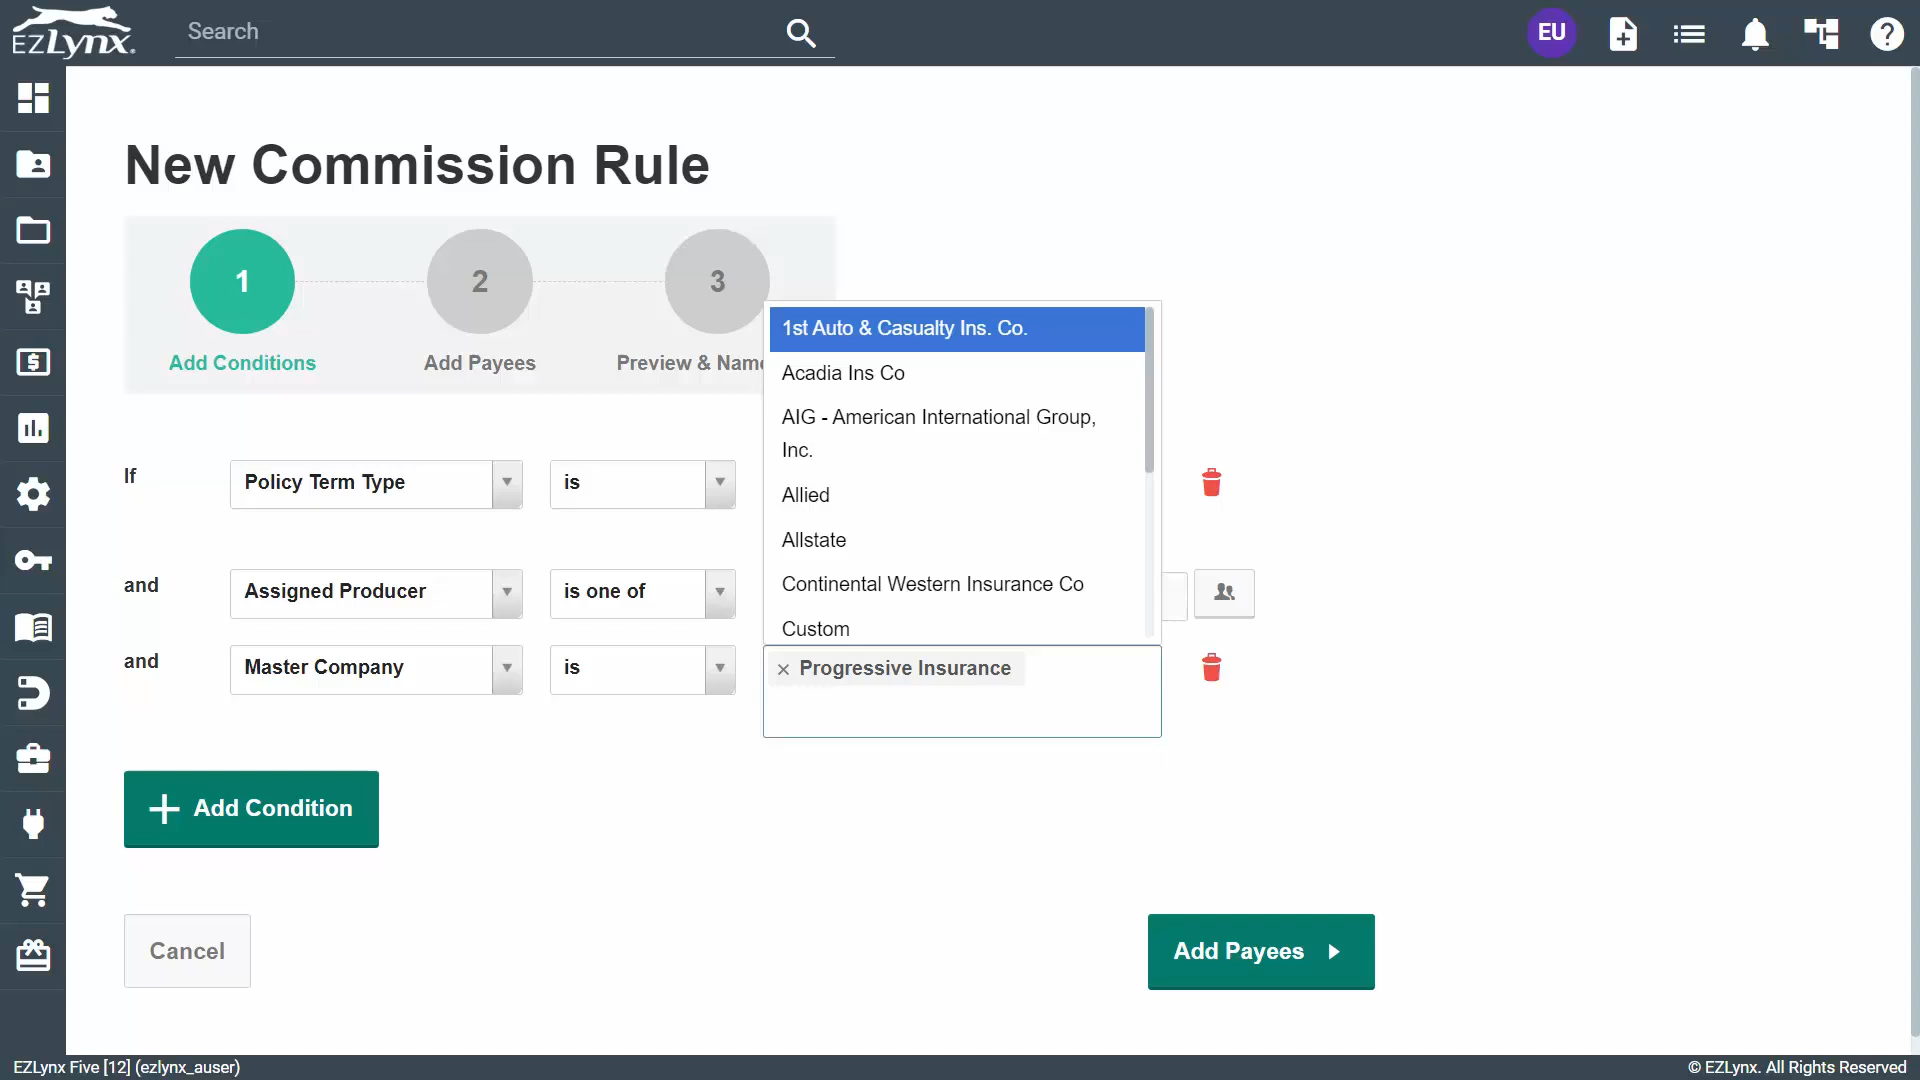 EZLynx®
Search
EU
New Commission Rule
1
2
3
Add Conditions
Add Payees
Preview & Name
1st Auto & Casualty Ins. Co.
Acadia Ins Co
AIG - American International Group,
Inc.
Allied
Allstate
Continental Western Insurance Co
Custom
If
Policy Term Type
is
and
Assigned Producer
is one of
and
Master Company
is
× Progressive Insurance
Add Condition
Cancel
Add Payees
EZLynx Five [12] (ezlynx_auser)
© EZLynx. All Rights Reserved